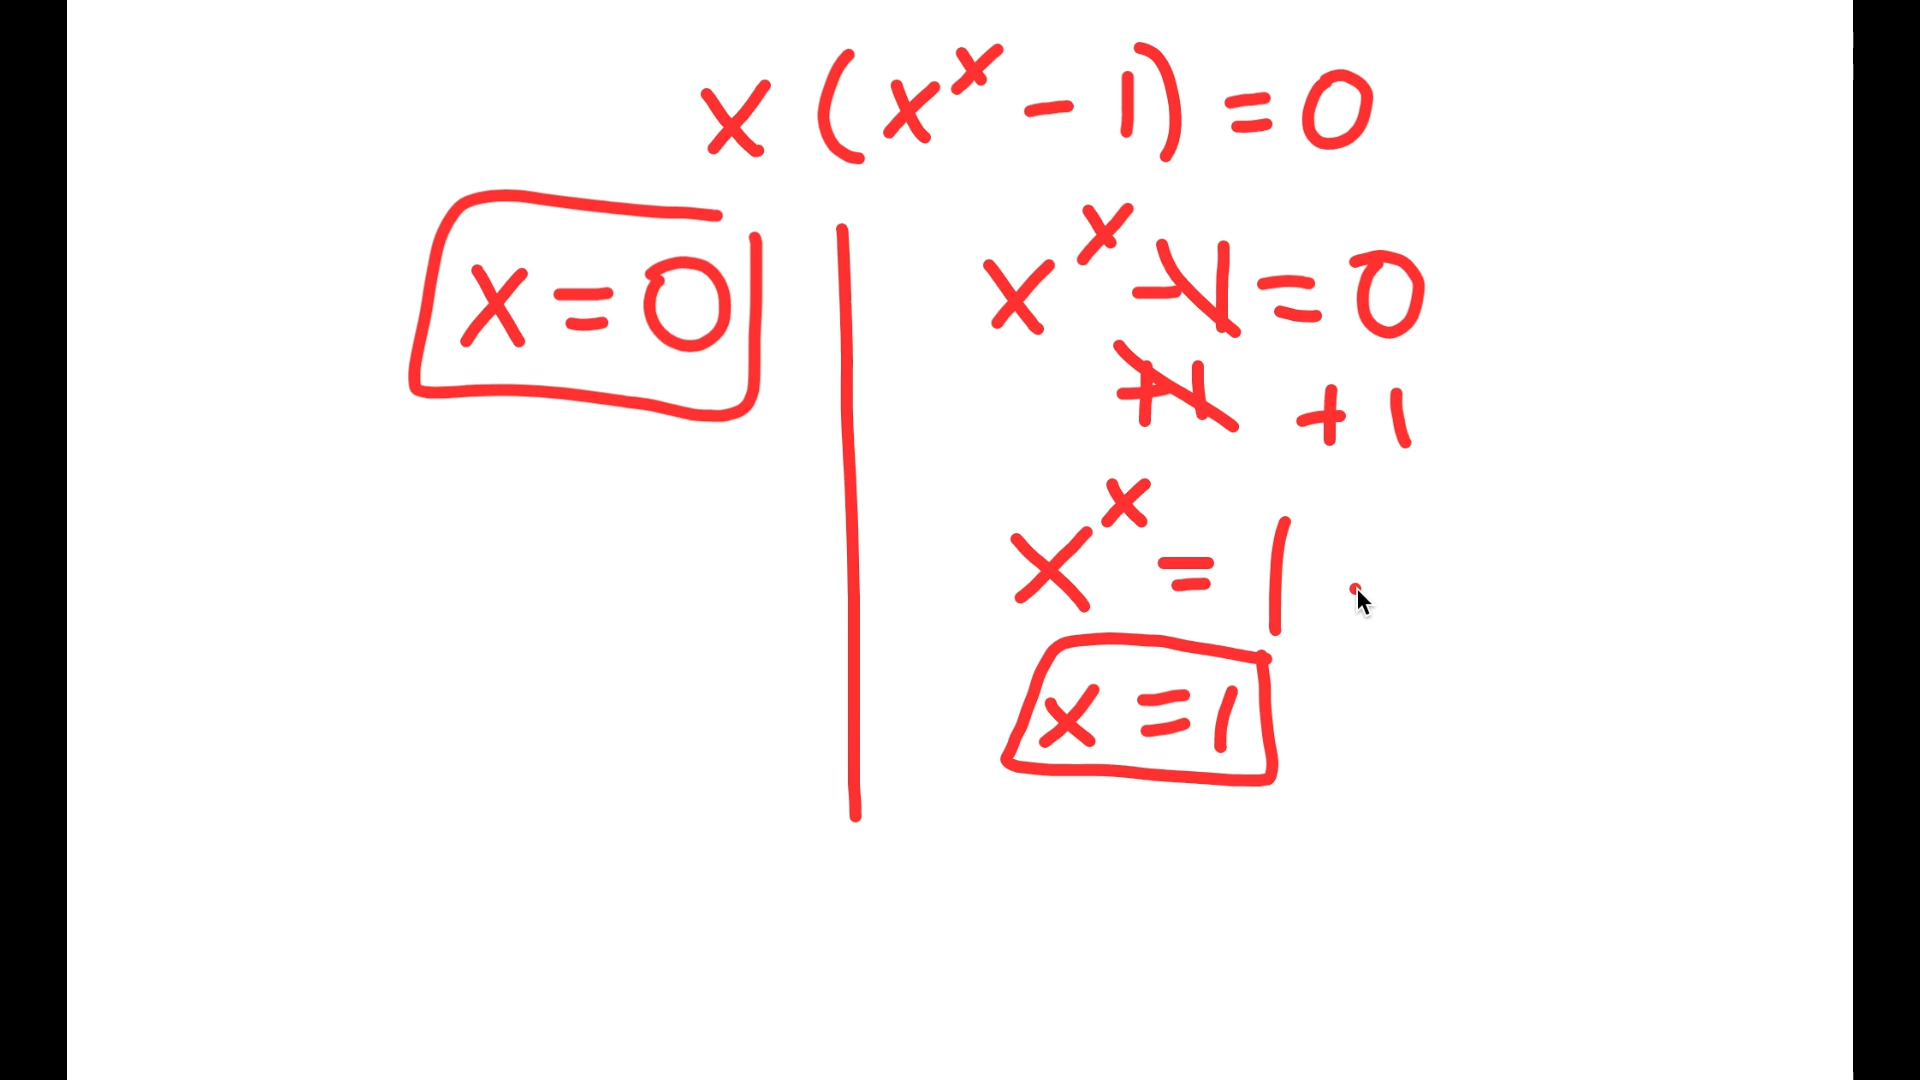 x (x^x - 1) = 0
x = 0
x^x - 1 = 0
+1 +1
x^x = 1
x = 1